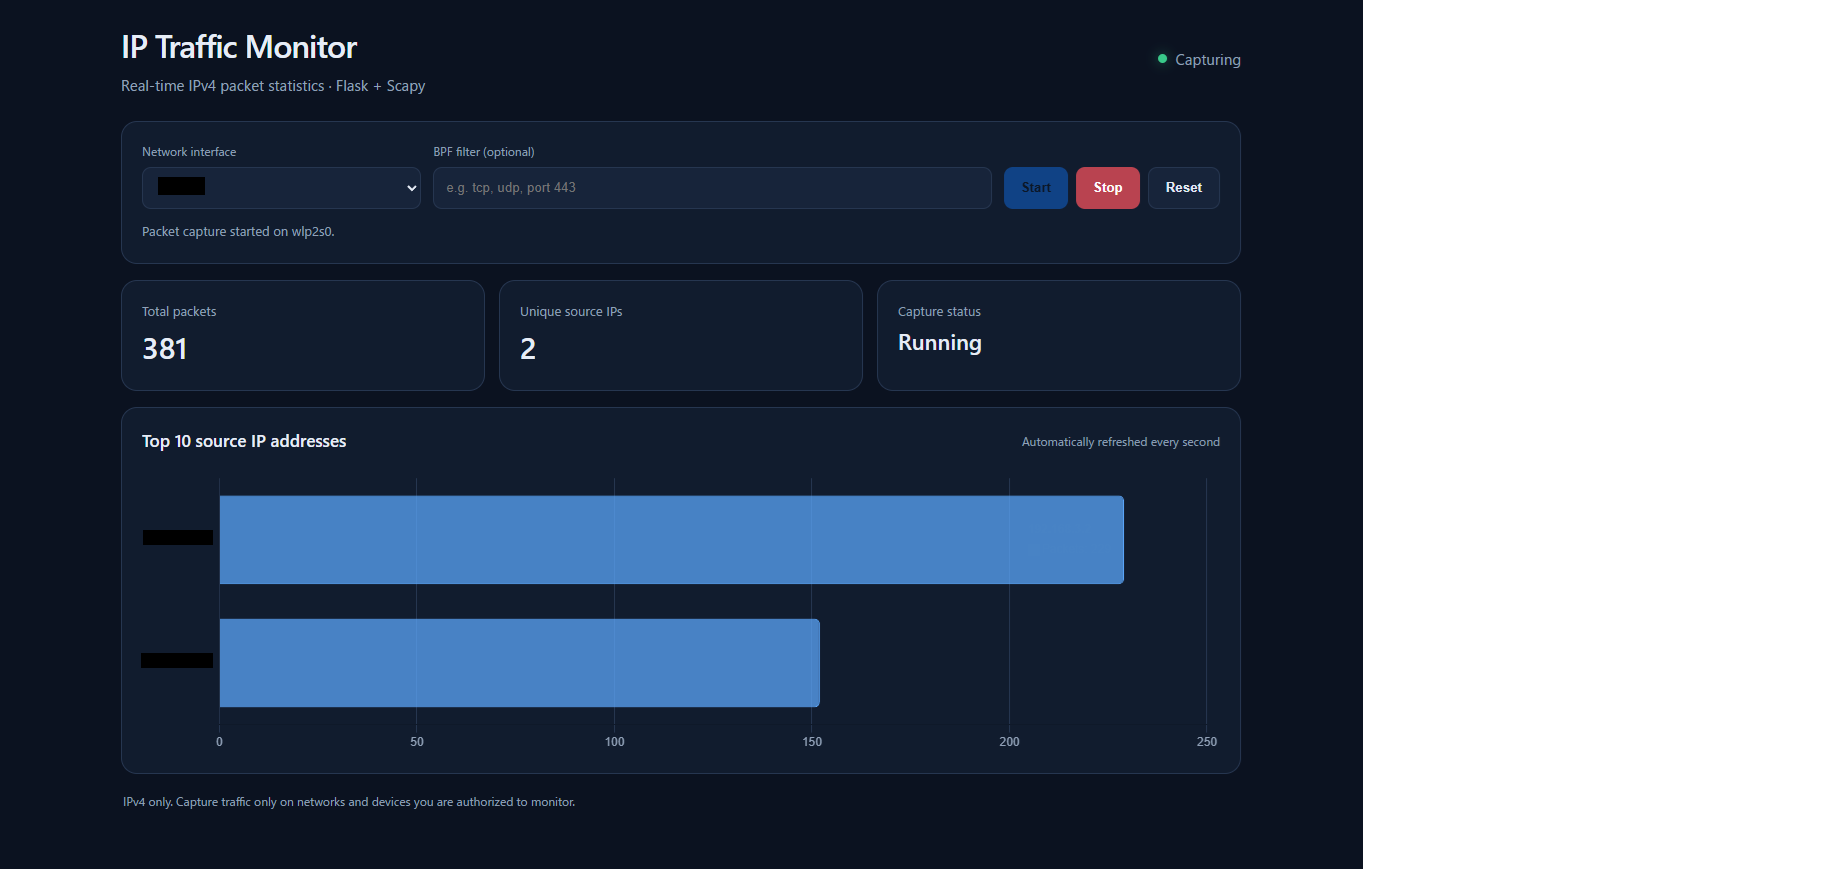 IP Traffic Monitor
Capturing
Real-time IPv4 packet statistics · Flask + Scapy
Network interface
BPF filter (optional)
e.g. tcp, udp, port 443
Start
Stop
Reset
Packet capture started on wlp2s0.
Total packets
381
Unique source IPs
2
Capture status
Running
Top 10 source IP addresses
Automatically refreshed every second
0
50
100
150
200
250
IPv4 only. Capture traffic only on networks and devices you are authorized to monitor.